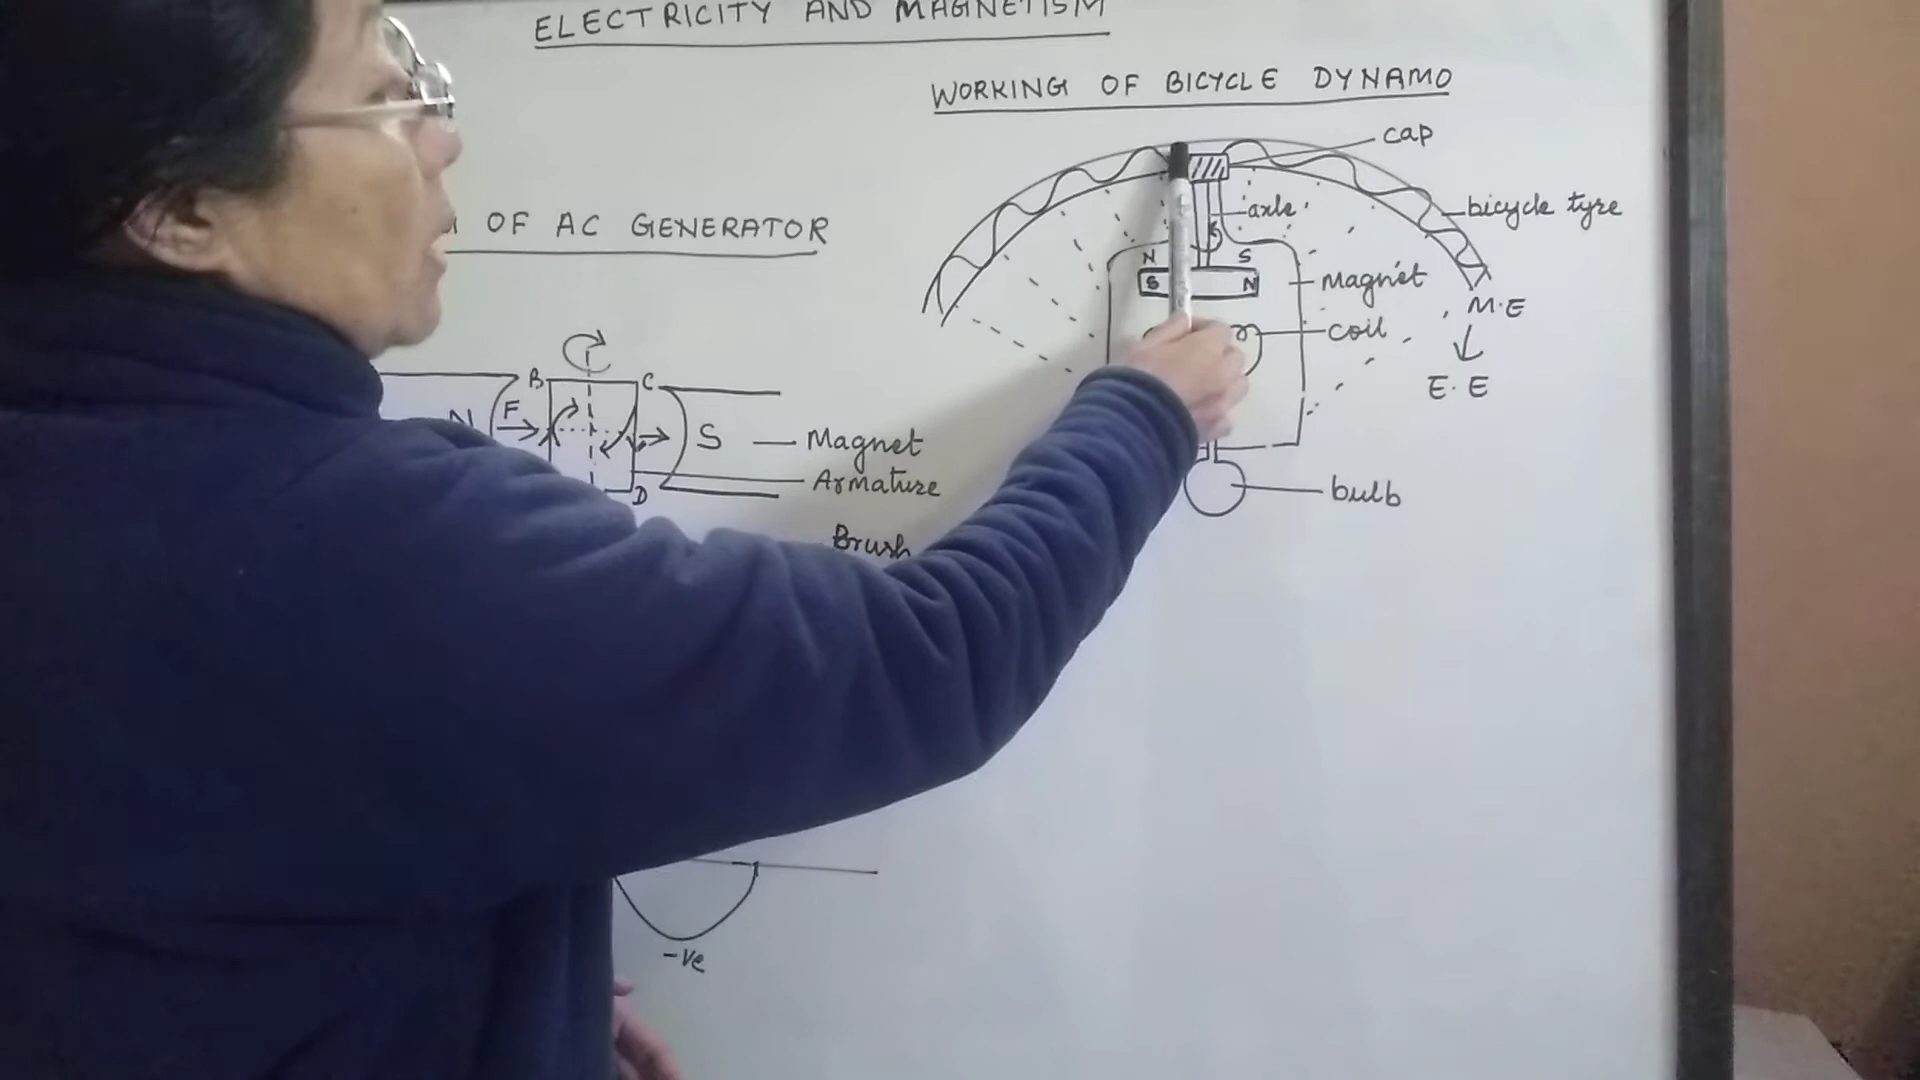 ELECTRICITY AND MAGNETISM
WORKING OF BICYCLE DYNAMO
cap
bicycle tyre
axle
N S
S N
Magnet
M.E
coil
E.E
bulb
OF AC GENERATOR
B C
F
S
Magnet
Armature
D
Brush
-ve